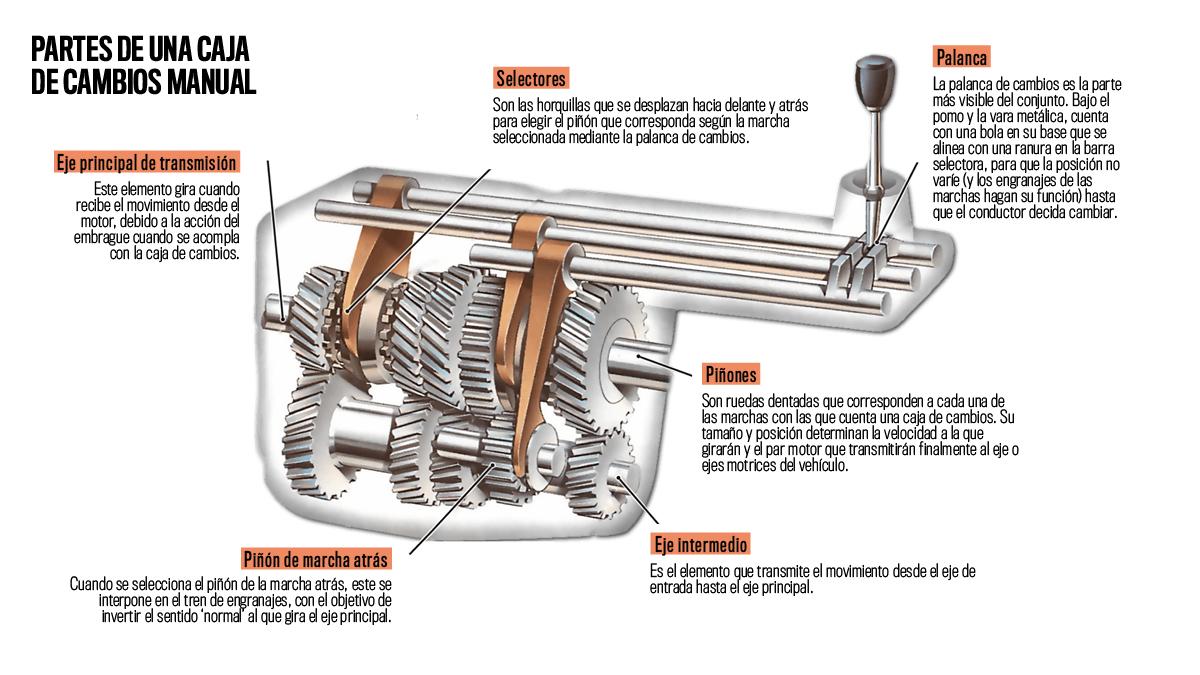 PARTES DE UNA CAJA
DE CAMBIOS MANUAL
Selectores
Son las horquillas que se desplazan hacia delante y atrás
para elegir el piñón que corresponda según la marcha
seleccionada mediante la palanca de cambios.
Palanca
La palanca de cambios es la parte
más visible del conjunto. Bajo el
pomo y la vara metálica, cuenta
con una bola en su base que se
alinea con una ranura en la barra
selectora, para que la posición no
varíe (y los engranajes de las
marchas hagan su función) hasta
que el conductor decida cambiar.
Eje principal de transmisión
Este elemento gira cuando
recibe el movimiento desde el
motor, debido a la acción del
embrague cuando se acompla
con la caja de cambios.
Piñones
Son ruedas dentadas que corresponden a cada una de
las marchas con las que cuenta una caja de cambios. Su
tamaño y posición determinan la velocidad a la que
girarán y el par motor que transmitirán finalmente al eje o
ejes motrices del vehículo.
Eje intermedio
Es el elemento que transmite el movimiento desde el eje de
entrada hasta el eje principal.
Piñón de marcha atrás
Cuando se selecciona el piñón de la marcha atrás, este se
interpone en el tren de engranajes, con el objetivo de
invertir el sentido ‘normal’ al que gira el eje principal.